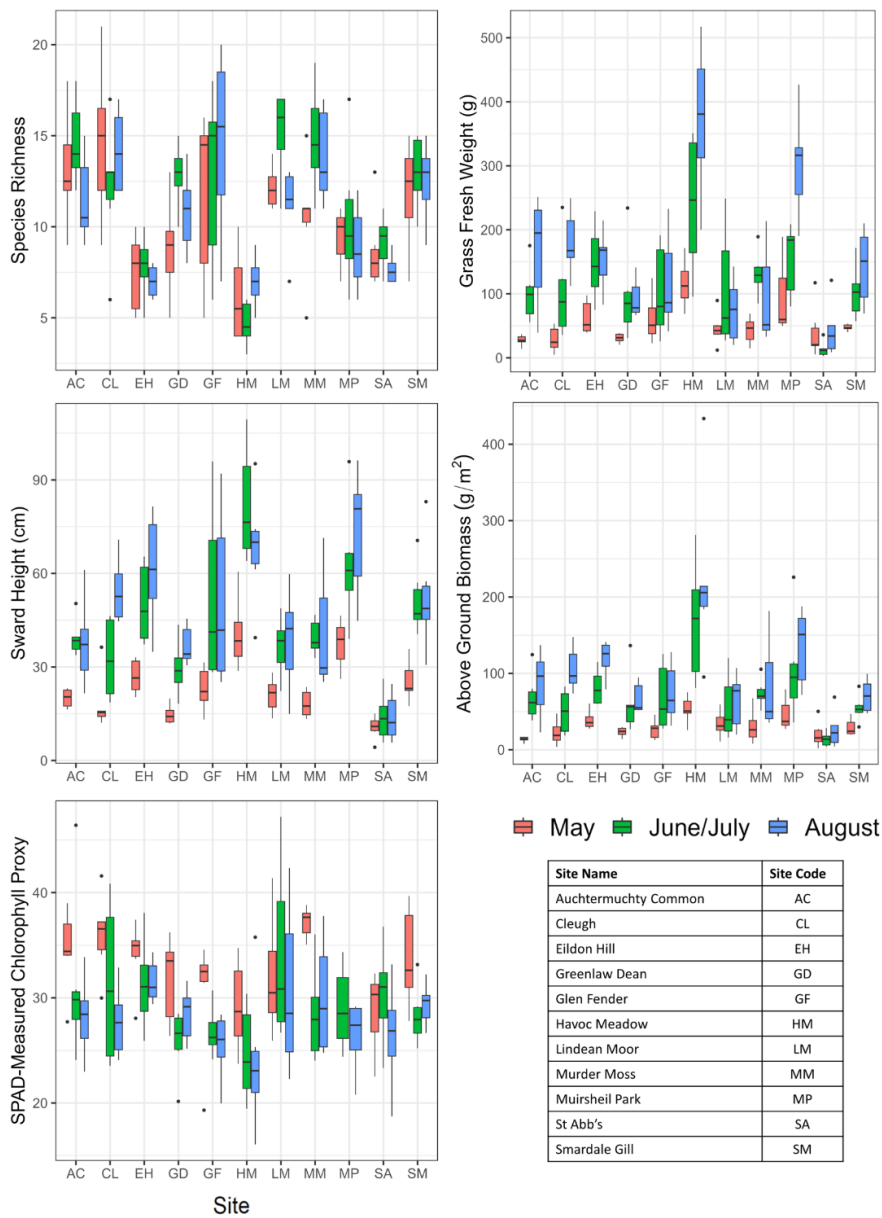 Species Richness
20
15
10
5
AC CL EH GD GF HM LM MM MP SA SM
Grass Fresh Weight (g)
500
400
300
200
100
0
AC CL EH GD GF HM LM MM MP SA SM
Sward Height (cm)
90
60
30
0
AC CL EH GD GF HM LM MM MP SA SM
Above Ground Biomass (g/m²)
400
300
200
100
0
AC CL EH GD GF HM LM MM MP SA SM
SPAD-Measured Chlorophyll Proxy
40
30
20
AC CL EH GD GF HM LM MM MP SA SM
Site
May June/July August
Site Name Site Code
Auchtermuchty Common AC
Cleugh CL
Eildon Hill EH
Greenlaw Dean GD
Glen Fender GF
Havoc Meadow HM
Lindean Moor LM
Murder Moss MM
Muirsheil Park MP
St Abb's SA
Smardale Gill SM